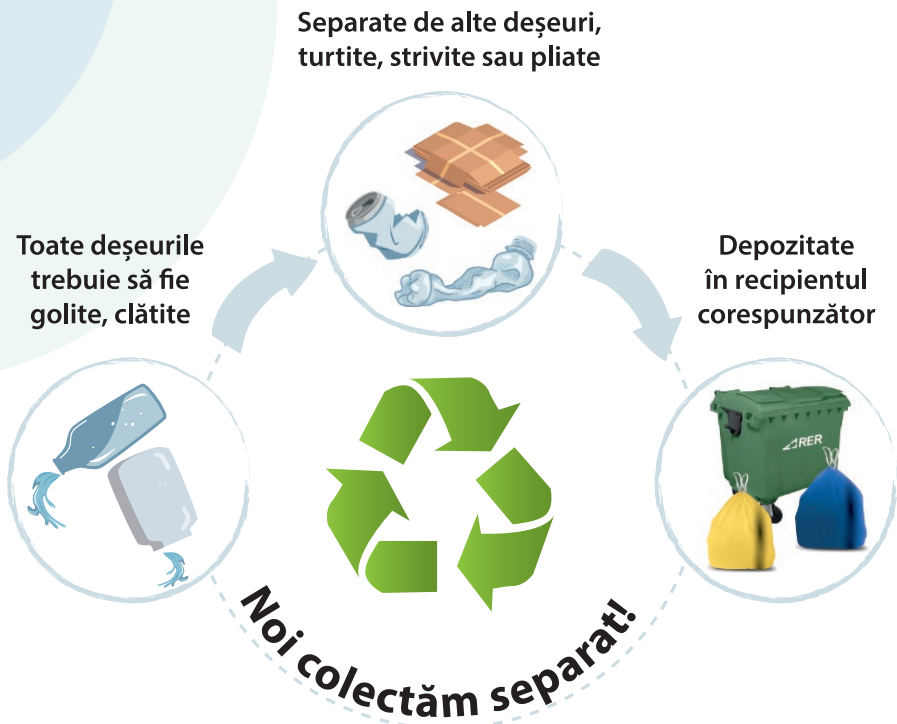 Separate de alte deșeuri,
turtite, strivite sau pliate
Toate deșeurile
trebuie să fie
golite, clătite
Depozitate
în recipientul
corespunzător
RER
Noi colectăm separat!